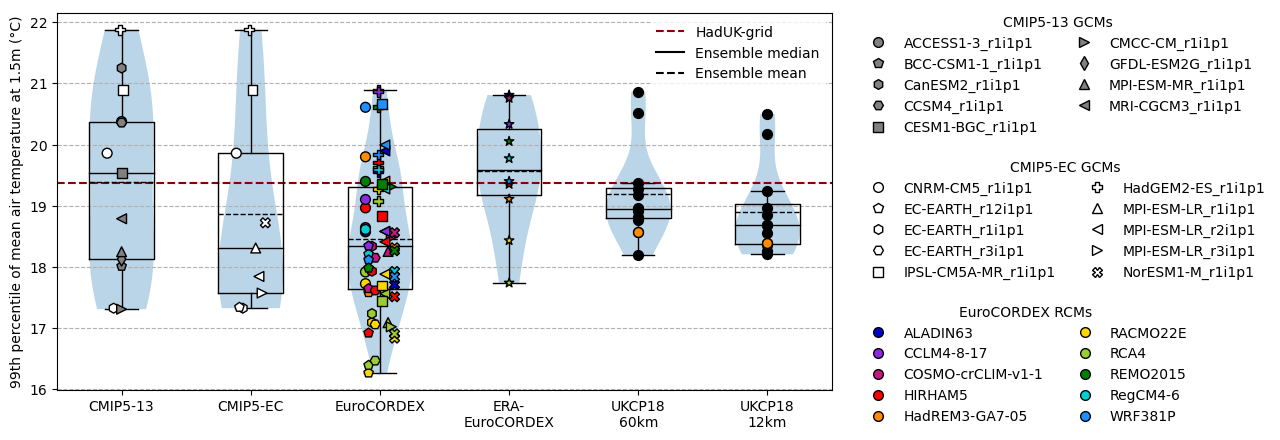 99th percentile of mean air temperature at 1.5m (°C)
22
21
20
19
18
17
16
HadUK-grid
Ensemble median
Ensemble mean
CMIP5-13
CMIP5-EC
EuroCORDEX
ERA-
EuroCORDEX
UKCP18
60km
UKCP18
12km
CMIP5-13 GCMs
ACCESS1-3_r1i1p1
BCC-CSM1-1_r1i1p1
CanESM2_r1i1p1
CCSM4_r1i1p1
CESM1-BGC_r1i1p1
CMCC-CM_r1i1p1
GFDL-ESM2G_r1i1p1
MPI-ESM-MR_r1i1p1
MRI-CGCM3_r1i1p1
CMIP5-EC GCMs
CNRM-CM5_r1i1p1
EC-EARTH_r12i1p1
EC-EARTH_r1i1p1
EC-EARTH_r3i1p1
IPSL-CM5A-MR_r1i1p1
HadGEM2-ES_r1i1p1
MPI-ESM-LR_r1i1p1
MPI-ESM-LR_r2i1p1
MPI-ESM-LR_r3i1p1
NorESM1-M_r1i1p1
EuroCORDEX RCMs
ALADIN63
CCLM4-8-17
COSMO-crCLIM-v1-1
HIRHAM5
HadREM3-GA7-05
RACMO22E
RCA4
REMO2015
RegCM4-6
WRF381P